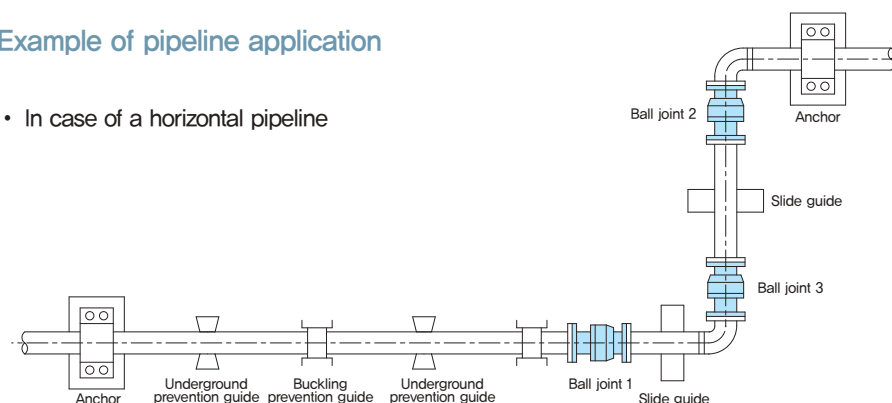 Example of pipeline application
• In case of a horizontal pipeline
Ball joint 2
Anchor
Slide guide
Ball joint 3
Underground
prevention guide
Buckling
prevention guide
Underground
prevention guide
Ball joint 1
Anchor
Slide guide